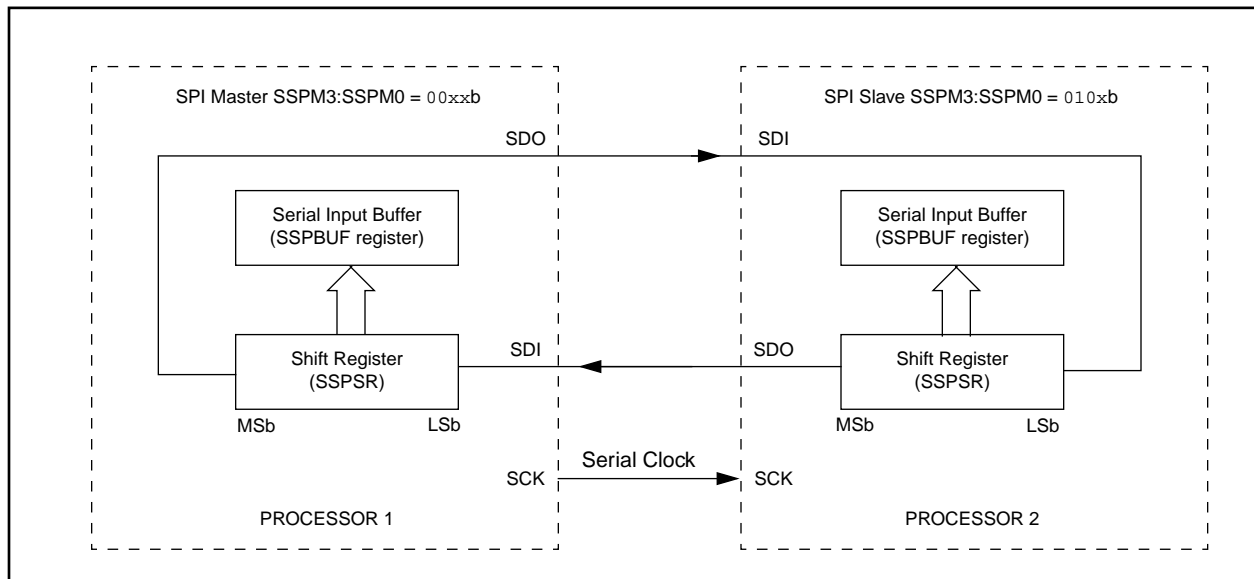 SPI Master SSPM3:SSPM0 = 00xxb
SPI Slave SSPM3:SSPM0 = 010xb
SDO
SDI
Serial Input Buffer
(SSPBUF register)
Serial Input Buffer
(SSPBUF register)
Shift Register
(SSPSR)
SDI
SDO
Shift Register
(SSPSR)
MSb
LSb
MSb
LSb
Serial Clock
SCK
SCK
PROCESSOR 1
PROCESSOR 2